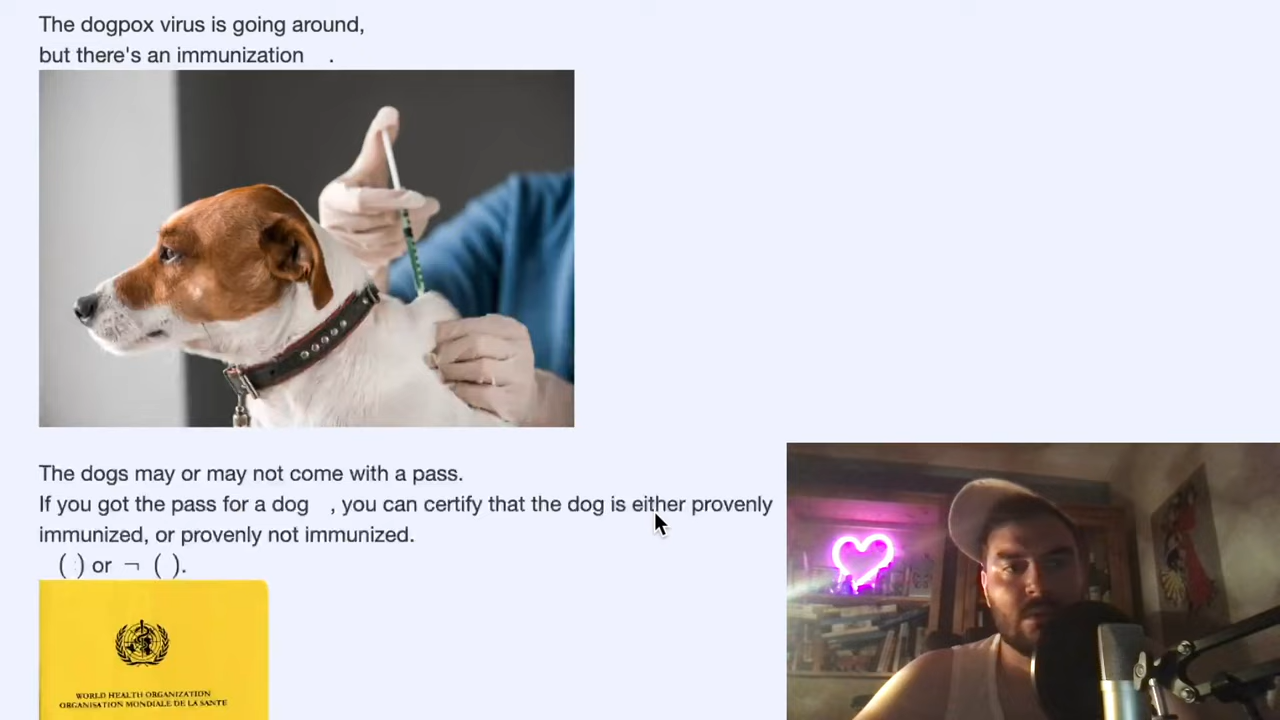 The dogpox virus is going around,
but there's an immunization .
The dogs may or may not come with a pass.
If you got the pass for a dog , you can certify that the dog is either provenly
immunized, or provenly not immunized.
( ) or ¬ ( ).
WORLD HEALTH ORGANIZATION
ORGANISATION MONDIALE DE LA SANTE